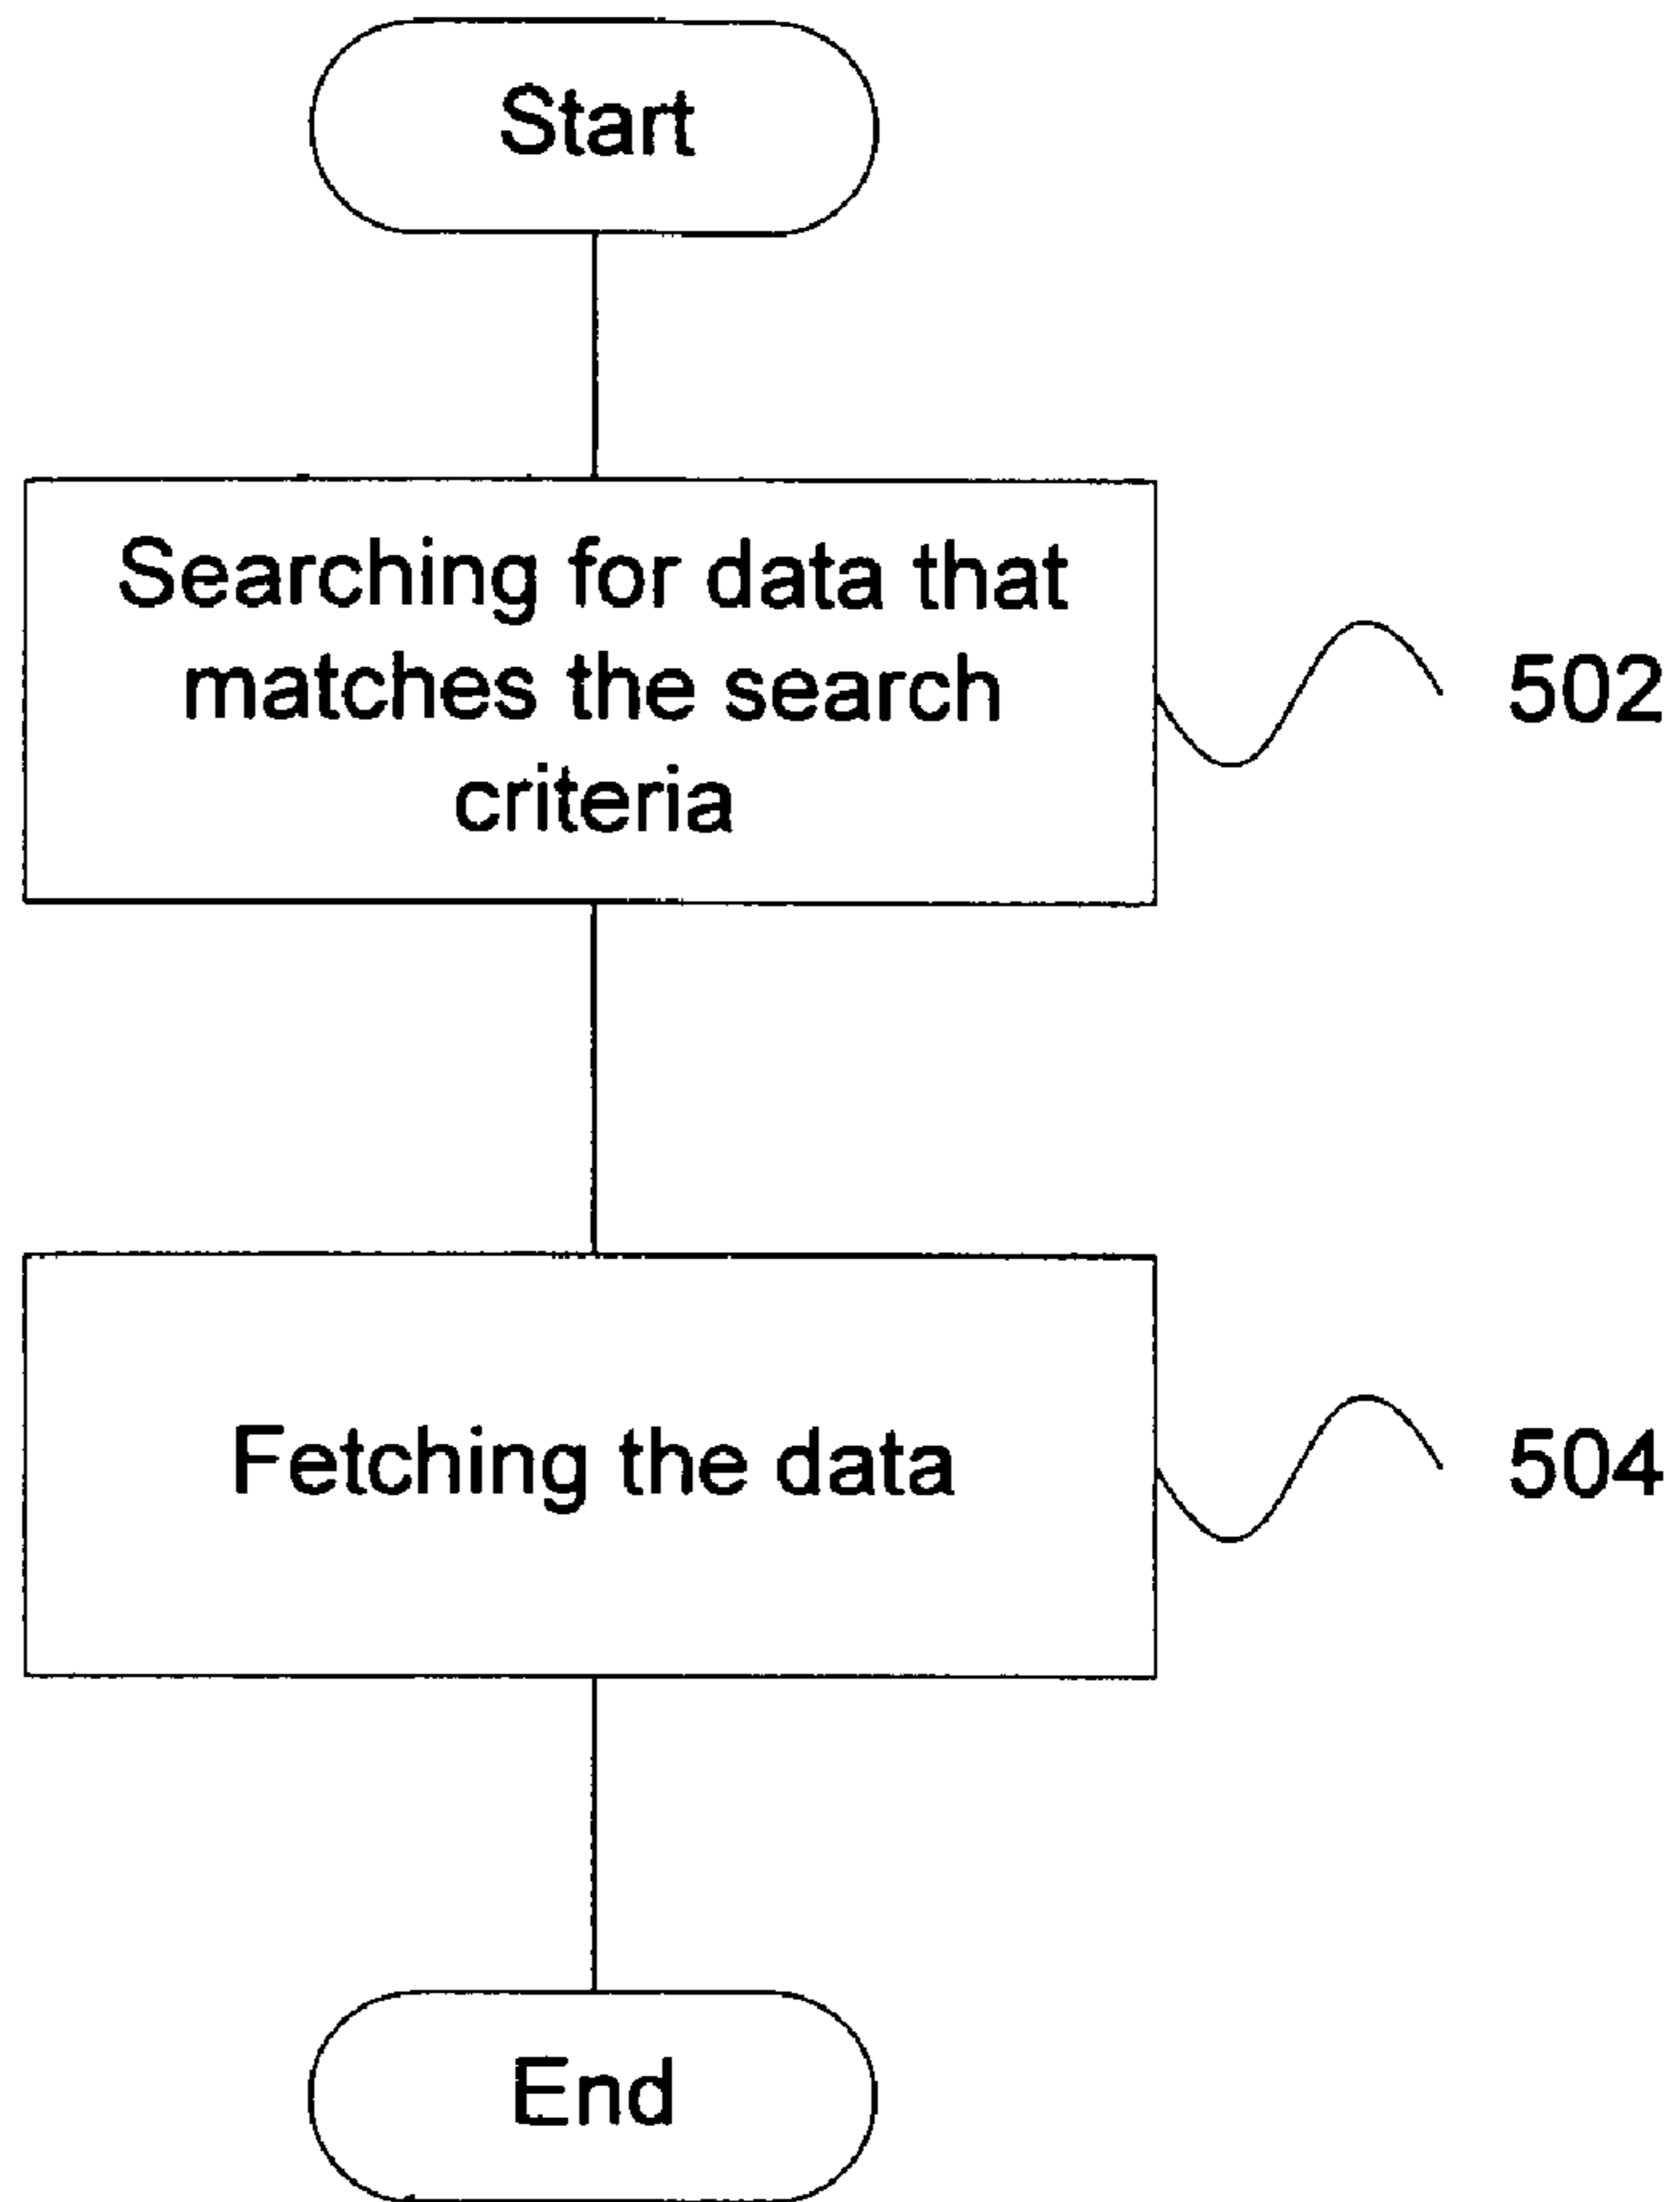 Start
Searching for data that
matches the search
criteria
502
Fetching the data
504
End